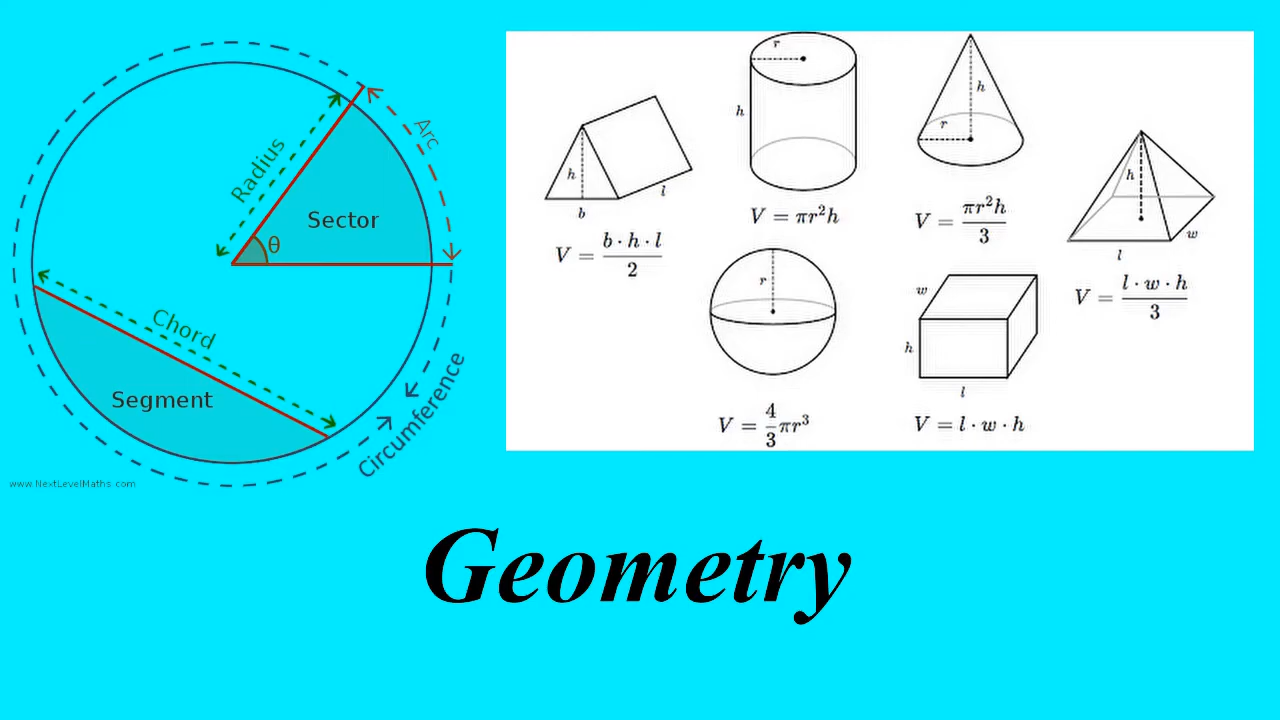 Radius
Arc
Sector
θ
Chord
Segment
Circumference
www.NextLevelMaths.com
h
b
l
V = b · h · l / 2
r
h
V = πr²h
h
r
V = πr²h / 3
h
w
l
V = l · w · h / 3
r
V = 4/3 πr³
w
h
l
V = l · w · h
Geometry